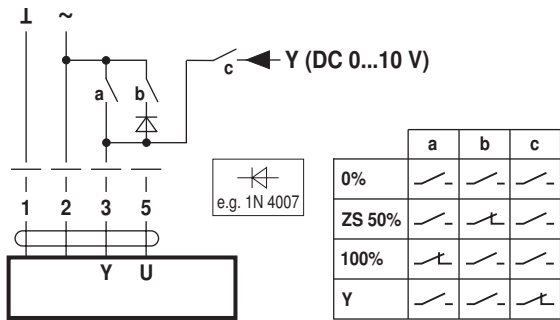 ⊥ ~
a b c Y (DC 0...10 V)
1 2 3 5
Y U
e.g. 1N 4007
a b c
0%
ZS 50%
100%
Y